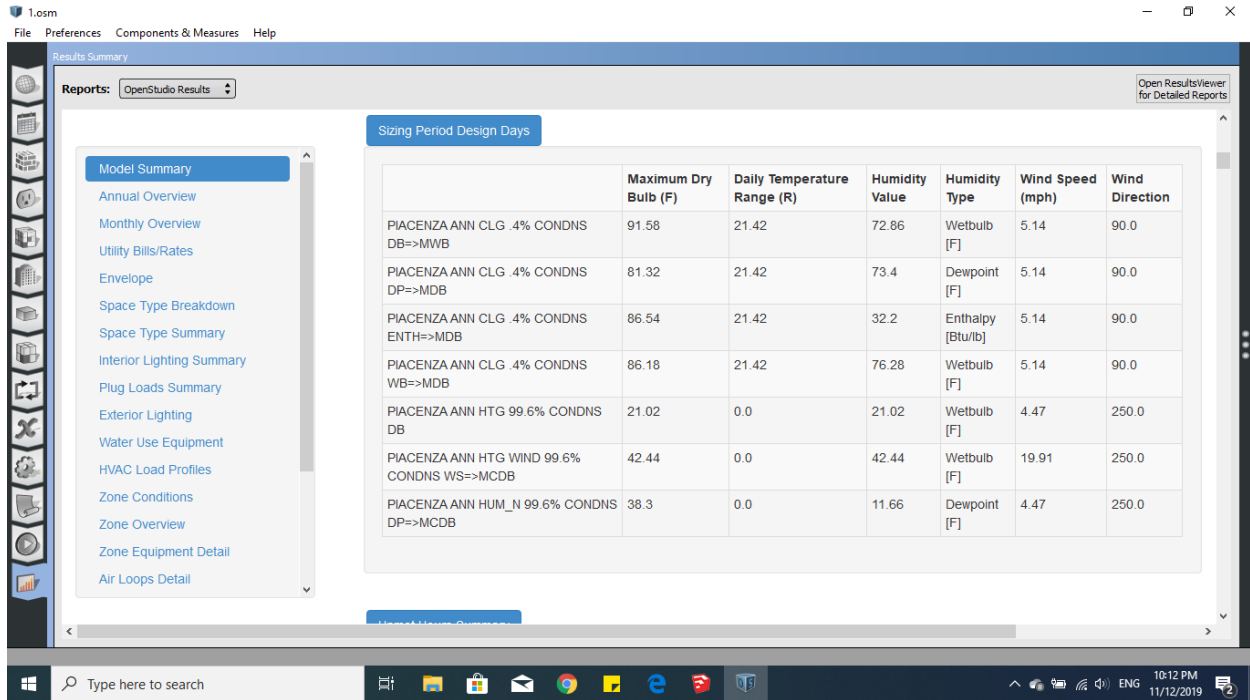 1.osm
File Preferences Components & Measures Help
Results Summary
Reports: OpenStudio Results
Open ResultsViewer
for Detailed Reports
Model Summary
Annual Overview
Monthly Overview
Utility Bills/Rates
Envelope
Space Type Breakdown
Space Type Summary
Interior Lighting Summary
Plug Loads Summary
Exterior Lighting
Water Use Equipment
HVAC Load Profiles
Zone Conditions
Zone Overview
Zone Equipment Detail
Air Loops Detail
Sizing Period Design Days
Maximum Dry Daily Temperature Humidity Humidity Wind Speed Wind
Bulb (F) Range (R) Value Type (mph) Direction
PIACENZA ANN CLG .4% CONDNS 91.58 21.42 72.86 Wetbulb 5.14 90.0
DB=>MWB [F]
PIACENZA ANN CLG .4% CONDNS 81.32 21.42 73.4 Dewpoint 5.14 90.0
DP=>MDB [F]
PIACENZA ANN CLG .4% CONDNS 86.54 21.42 32.2 Enthalpy 5.14 90.0
ENTH=>MDB [Btu/lb]
PIACENZA ANN CLG .4% CONDNS 86.18 21.42 76.28 Wetbulb 5.14 90.0
WB=>MDB [F]
PIACENZA ANN HTG 99.6% CONDNS 21.02 0.0 21.02 Wetbulb 4.47 250.0
DB [F]
PIACENZA ANN HTG WIND 99.6% 42.44 0.0 42.44 Wetbulb 19.91 250.0
CONDNS WS=>MCDB [F]
PIACENZA ANN HUM_N 99.6% CONDNS 38.3 0.0 11.66 Dewpoint 4.47 250.0
DP=>MCDB [F]
Unmet Hours Summary
Type here to search
ENG
10:12 PM
11/12/2019
2